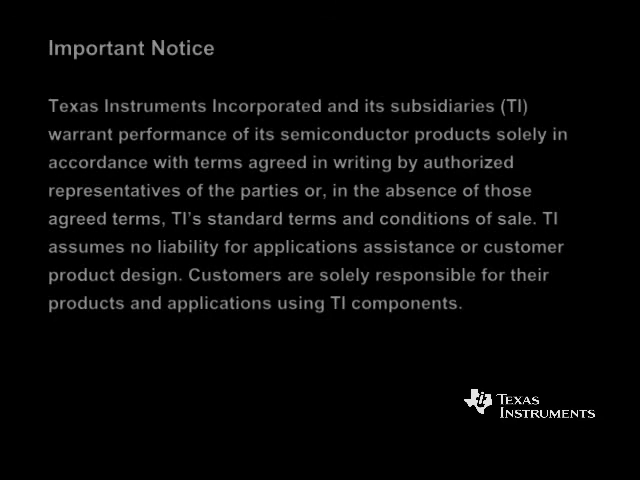 Important Notice
Texas Instruments Incorporated and its subsidiaries (TI)
warrant performance of its semiconductor products solely in
accordance with terms agreed in writing by authorized
representatives of the parties or, in the absence of those
agreed terms, TI's standard terms and conditions of sale. TI
assumes no liability for applications assistance or customer
product design. Customers are solely responsible for their
products and applications using TI components.
TEXAS
INSTRUMENTS